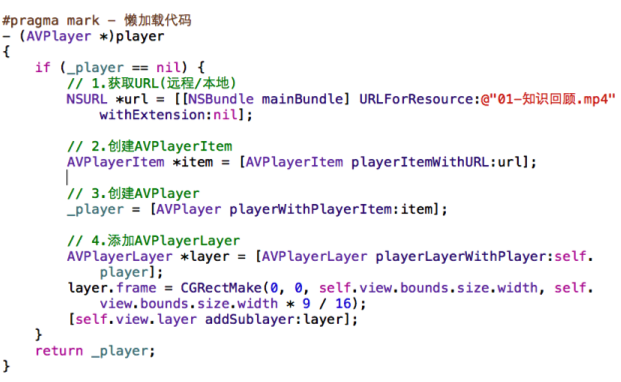 #pragma mark - 懒加载代码
- (AVPlayer *)player
{
    if (_player == nil) {
        // 1.获取URL(远程/本地)
        NSURL *url = [[NSBundle mainBundle] URLForResource:@"01-知识回顾.mp4"
            withExtension:nil];

        // 2.创建AVPlayerItem
        AVPlayerItem *item = [AVPlayerItem playerItemWithURL:url];

        // 3.创建AVPlayer
        _player = [AVPlayer playerWithPlayerItem:item];

        // 4.添加AVPlayerLayer
        AVPlayerLayer *layer = [AVPlayerLayer playerLayerWithPlayer:self.
            player];
        layer.frame = CGRectMake(0, 0, self.view.bounds.size.width, self.
            view.bounds.size.width * 9 / 16);
        [self.view.layer addSublayer:layer];
    }
    return _player;
}